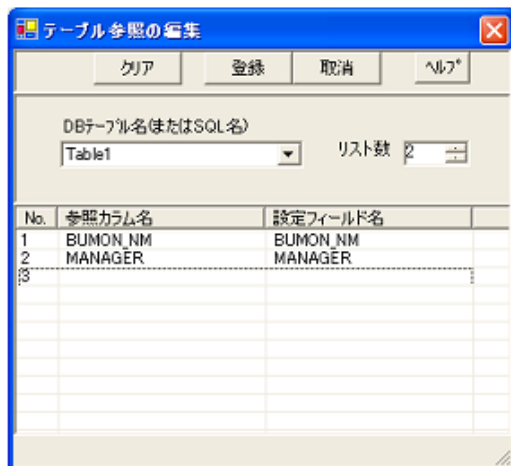 テーブル参照の編集
クリア 登録 取消 ヘルプ
DBテーブル名(またはSQL名)
Table1 リスト数 2
No. 参照カラム名 設定フィールド名
1 BUMON_NM BUMON_NM
2 MANAGER MANAGER
3